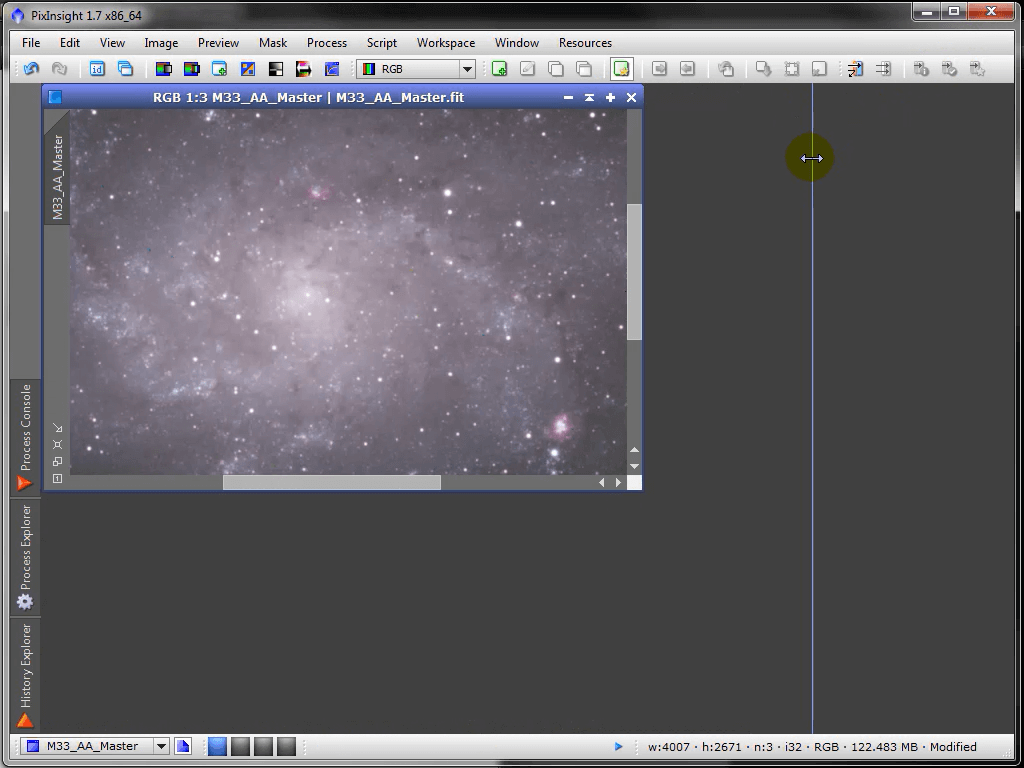 PixInsight 1.7 x86_64
File Edit View Image Preview Mask Process Script Workspace Window Resources
id RGB
RGB 1:3 M33_AA_Master | M33_AA_Master.fit
M33_AA_Master
Process Console
Process Explorer
History Explorer
M33_AA_Master
w:4007 · h:2671 · n:3 · i32 · RGB · 122.483 MB · Modified